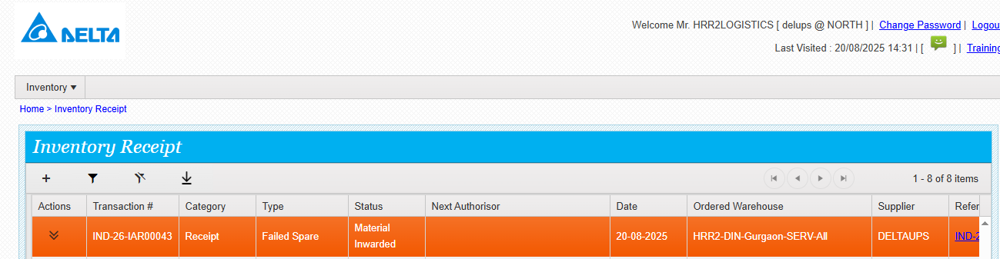 DELTA
Welcome Mr. HRR2LOGISTICS [ delups @ NORTH ] | Change Password | Logou
Last Visited : 20/08/2025 14:31 | [ ] | Training
Inventory
Home > Inventory Receipt
Inventory Receipt
1 - 8 of 8 items
Actions Transaction # Category Type Status Next Authorisor Date Ordered Warehouse Supplier Refer
IND-26-IAR00043 Receipt Failed Spare Material Inwarded 20-08-2025 HRR2-DIN-Gurgaon-SERV-All DELTAUPS IND-2